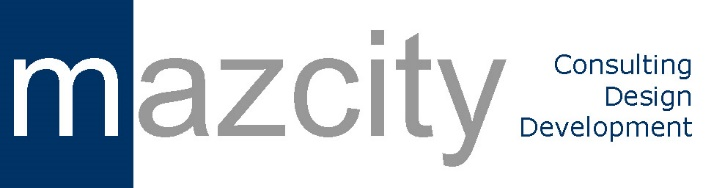 mazcity
Consulting
Design
Development